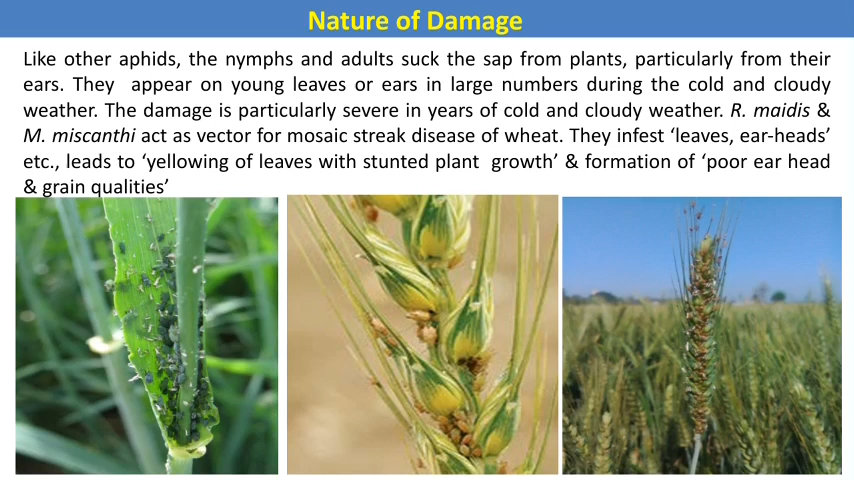 Nature of Damage
Like other aphids, the nymphs and adults suck the sap from plants, particularly from their
ears. They appear on young leaves or ears in large numbers during the cold and cloudy
weather. The damage is particularly severe in years of cold and cloudy weather. R. maidis &
M. miscanthi act as vector for mosaic streak disease of wheat. They infest ‘leaves, ear-heads’
etc., leads to ‘yellowing of leaves with stunted plant growth’ & formation of ‘poor ear head
& grain qualities’